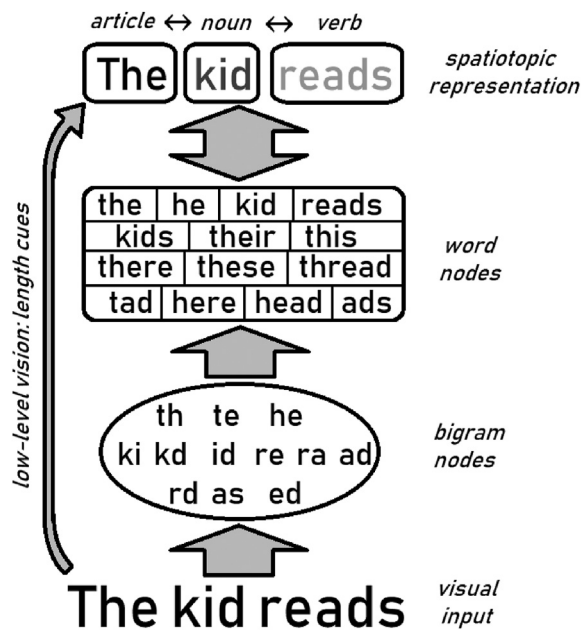 article ↔ noun ↔ verb
The kid reads
spatiotopic
representation
the he kid reads
kids their this
there these thread
tad here head ads
word
nodes
low-level vision: length cues
th te he
ki kd id re ra ad
rd as ed
bigram
nodes
The kid reads
visual
input